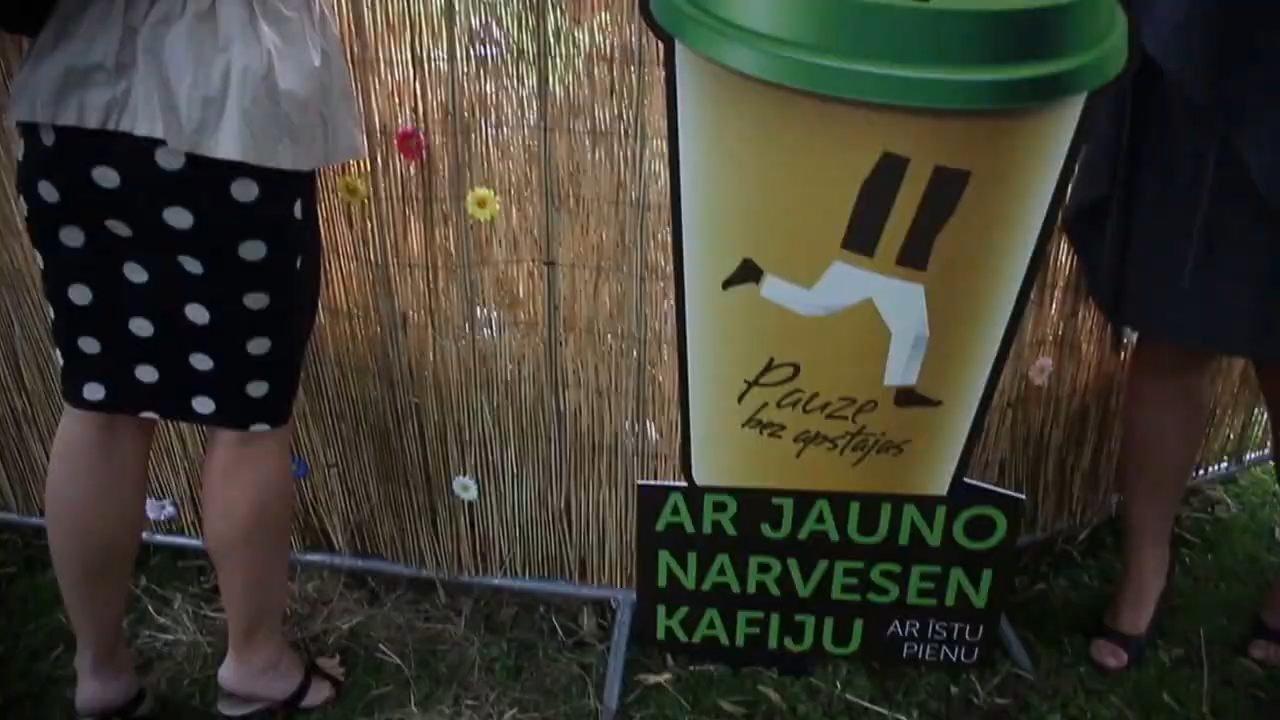 Pauze
bez apstājas
AR JAUNO
NARVESEN
KAFIJU
AR ĪSTU
PIENU